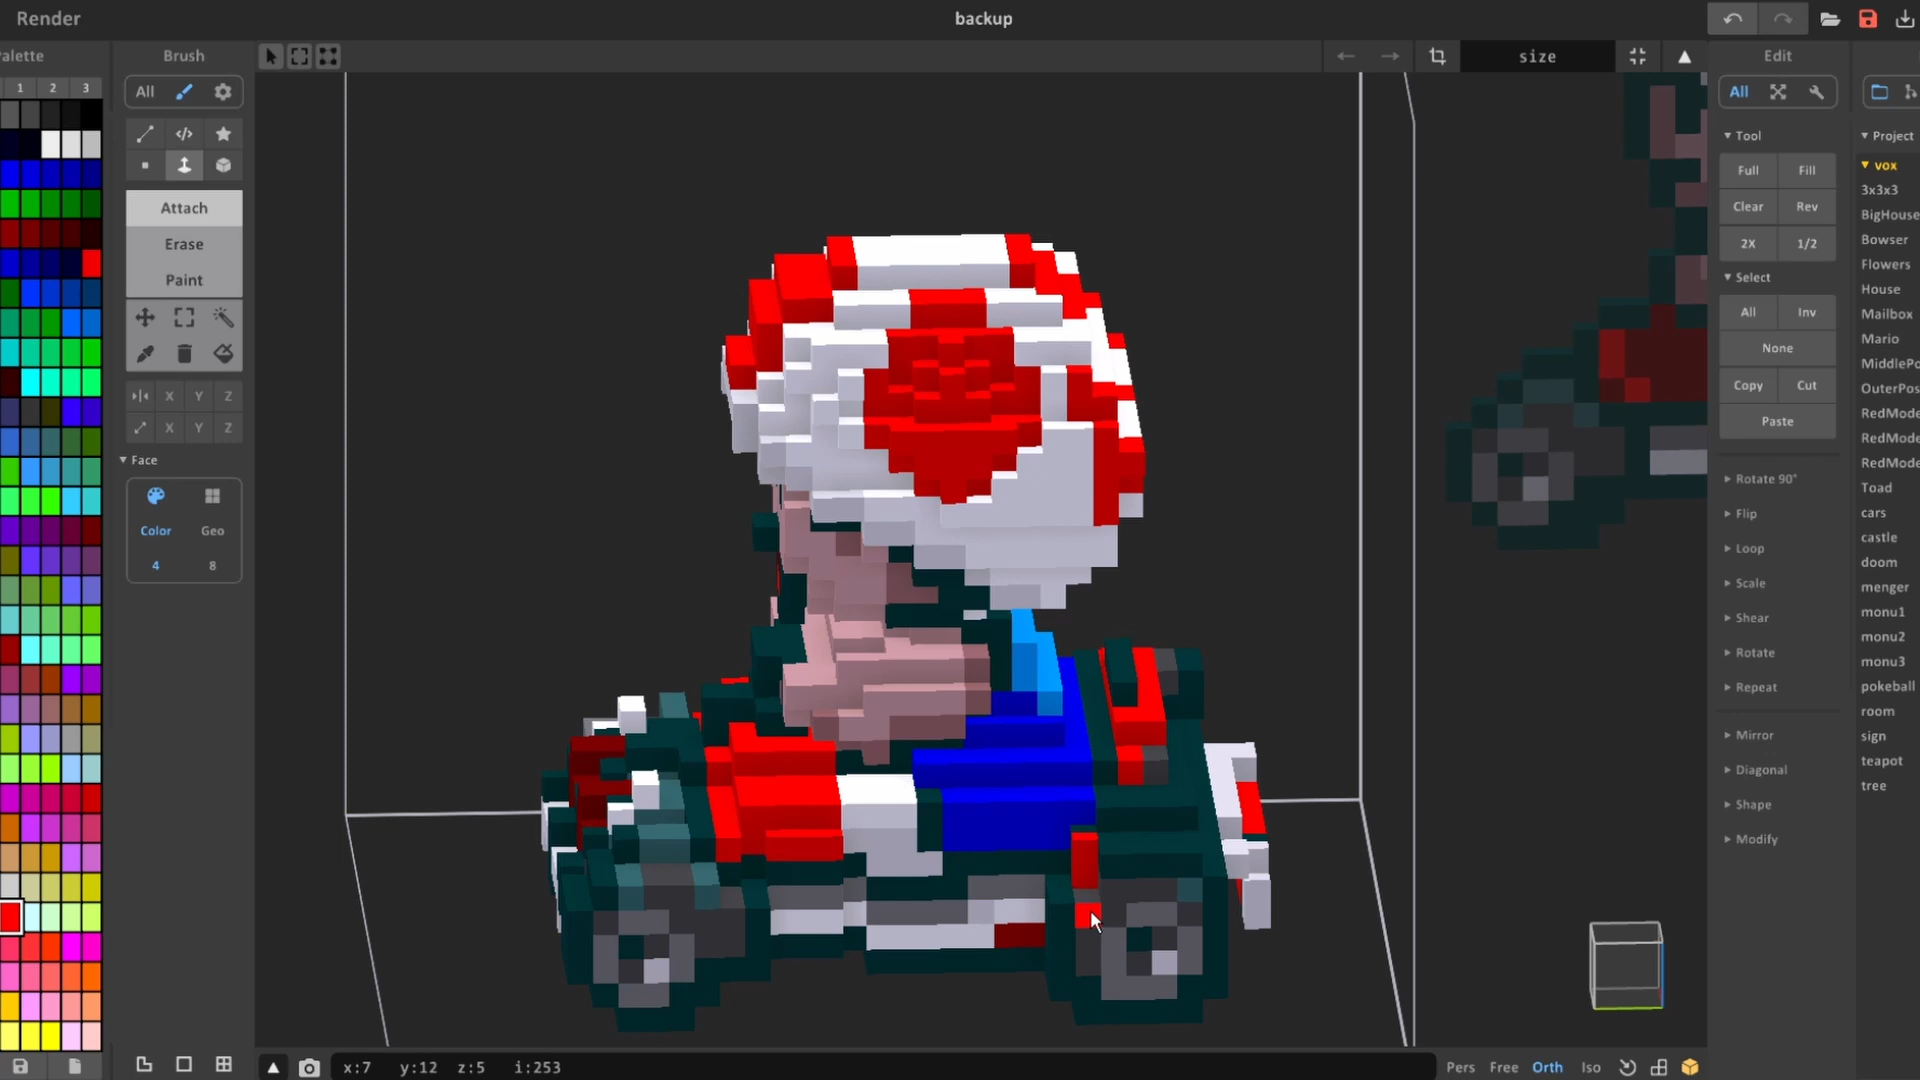 Render
backup
Palette
Brush
size
Edit
1 2 3
All
All
Tool
Project
Full Fill
vox
Clear Rev
3x3x3
Attach
BigHouse
Erase
2X 1/2
Bowser
Paint
Select
Flowers
House
All Inv
Mailbox
None
Mario
MiddlePo
Copy Cut
OuterPos
X Y Z
Paste
RedMode
X Y Z
RedMode
Face
RedMode
Rotate 90°
Toad
Flip
cars
Color Geo
castle
Loop
doom
4 8
Scale
menger
Shear
monu1
monu2
Rotate
monu3
Repeat
pokeball
room
Mirror
sign
Diagonal
teapot
Shape
tree
Modify
x:7 y:12 z:5 i:253
Pers Free Orth Iso